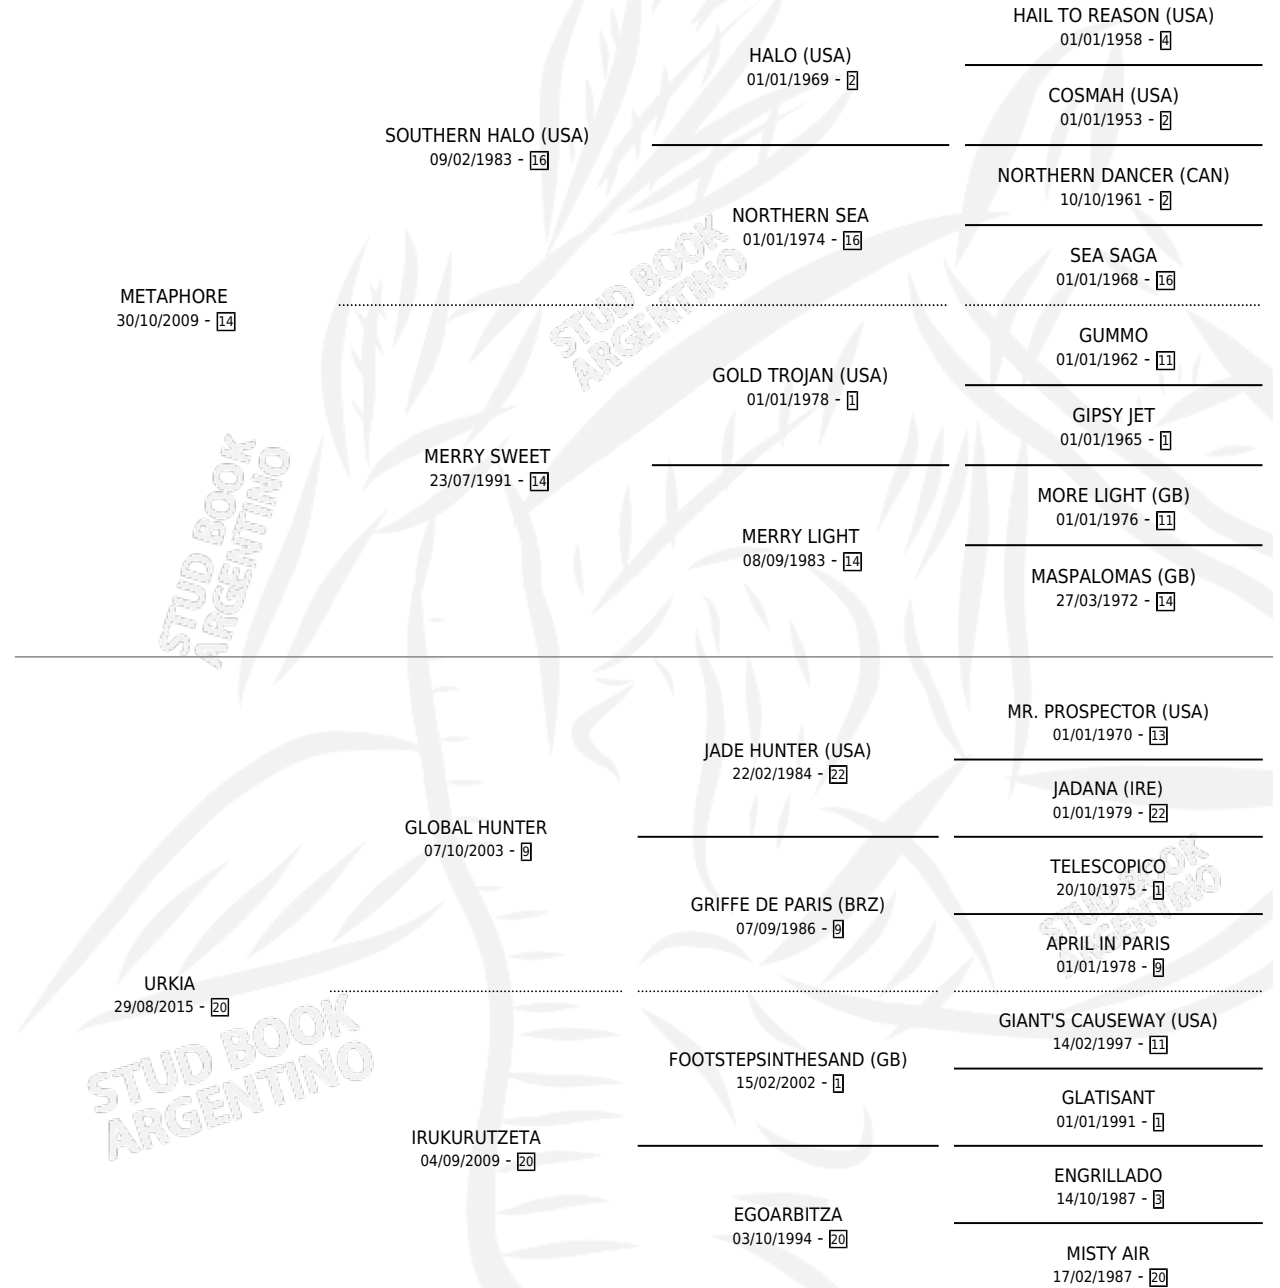 HAIL TO REASON (USA)
01/01/1958 - 4
HALO (USA)
01/01/1969 - 2
COSMAH (USA)
01/01/1953 - 2
SOUTHERN HALO (USA)
09/02/1983 - 16
NORTHERN DANCER (CAN)
10/10/1961 - 2
NORTHERN SEA
01/01/1974 - 16
SEA SAGA
01/01/1968 - 16
STUD BOOK
ARGENTINO
METAPHORE
30/10/2009 - 14
GUMMO
01/01/1962 - 11
GOLD TROJAN (USA)
01/01/1978 - 1
GIPSY JET
01/01/1965 - 1
MERRY SWEET
23/07/1991 - 14
MORE LIGHT (GB)
01/01/1976 - 11
MERRY LIGHT
08/09/1983 - 14
MASPALOMAS (GB)
27/03/1972 - 14
STUD BOOK
ARGENTINO
MR. PROSPECTOR (USA)
01/01/1970 - 13
JADE HUNTER (USA)
22/02/1984 - 22
JADANA (IRE)
01/01/1979 - 22
GLOBAL HUNTER
07/10/2003 - 9
TELESCOPICO
20/10/1975 - 1
GRIFFE DE PARIS (BRZ)
07/09/1986 - 9
APRIL IN PARIS
01/01/1978 - 9
STUD BOOK
ARGENTINO
URKIA
29/08/2015 - 20
GIANT'S CAUSEWAY (USA)
14/02/1997 - 11
FOOTSTEPSINTHESAND (GB)
15/02/2002 - 1
GLATISANT
01/01/1991 - 1
STUD BOOK
ARGENTINO
IRUKURUTZETA
04/09/2009 - 20
ENGRILLADO
14/10/1987 - 3
EGOARBITZA
03/10/1994 - 20
MISTY AIR
17/02/1987 - 20